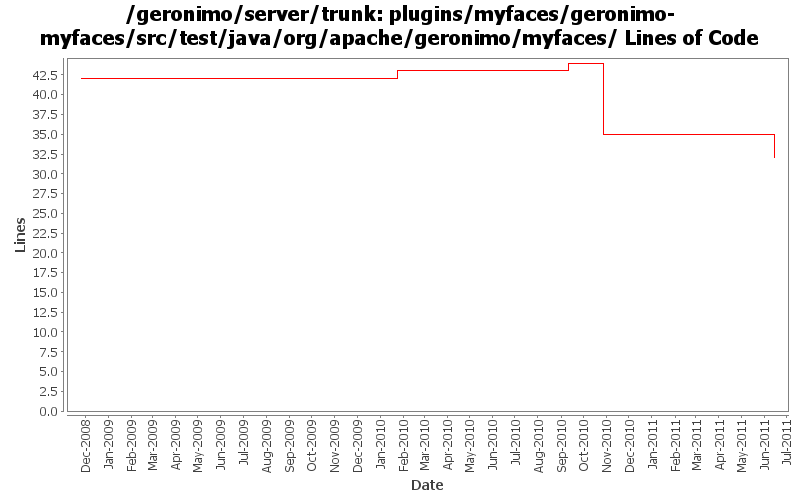 /geronimo/server/trunk: plugins/myfaces/geronimo-
myfaces/src/test/java/org/apache/geronimo/myfaces/ Lines of Code
42.5
40.0
37.5
35.0
32.5
30.0
27.5
25.0
22.5
20.0
17.5
15.0
12.5
10.0
7.5
5.0
2.5
0.0
Lines
Dec-2008
Jan-2009
Feb-2009
Mar-2009
Apr-2009
May-2009
Jun-2009
Jul-2009
Aug-2009
Sep-2009
Oct-2009
Nov-2009
Jan-2010
Feb-2010
Mar-2010
Apr-2010
May-2010
Jun-2010
Jul-2010
Aug-2010
Sep-2010
Oct-2010
Nov-2010
Dec-2010
Jan-2011
Feb-2011
Mar-2011
Apr-2011
May-2011
Jun-2011
Jul-2011
Date